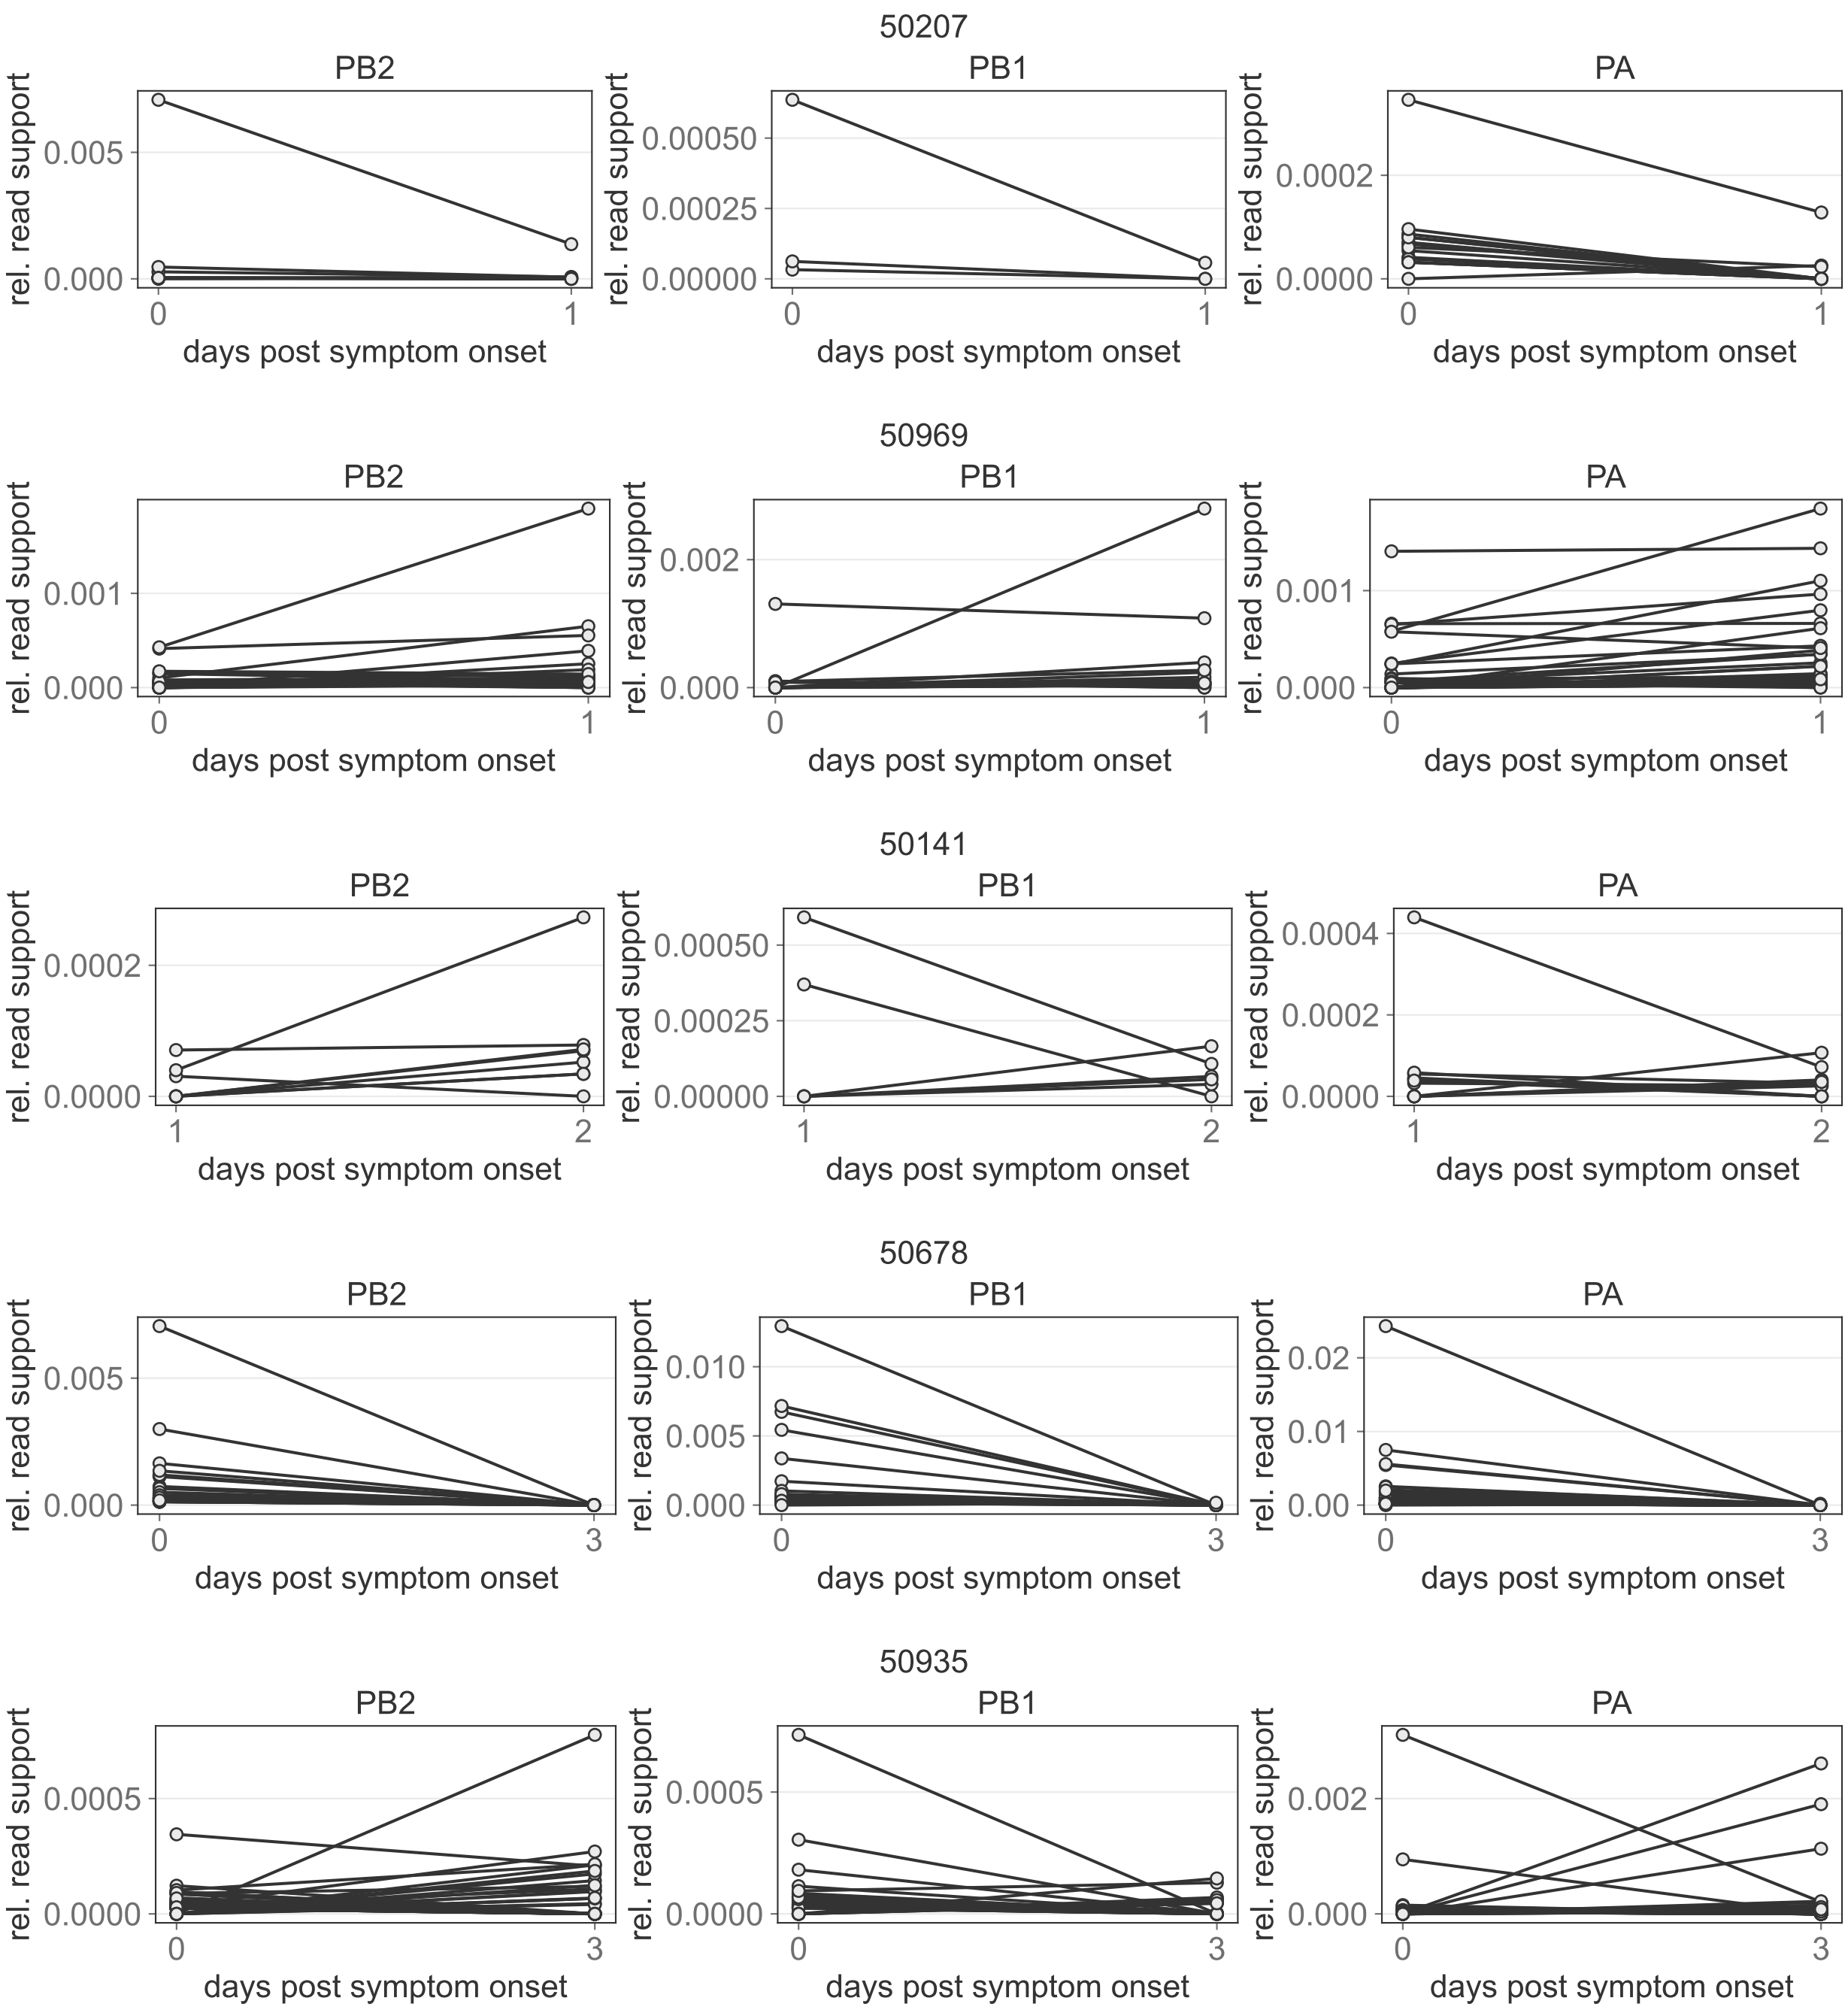 50207
PB2 PB1 PA
rel. read support
0.005
0.000
0 1
days post symptom onset
rel. read support
0.00050
0.00025
0.00000
0 1
days post symptom onset
rel. read support
0.0002
0.0000
0 1
days post symptom onset
50969
PB2 PB1 PA
rel. read support
0.001
0.000
0 1
days post symptom onset
rel. read support
0.002
0.000
0 1
days post symptom onset
rel. read support
0.001
0.000
0 1
days post symptom onset
50141
PB2 PB1 PA
rel. read support
0.0002
0.0000
1 2
days post symptom onset
rel. read support
0.00050
0.00025
0.00000
1 2
days post symptom onset
rel. read support
0.0004
0.0002
0.0000
1 2
days post symptom onset
50678
PB2 PB1 PA
rel. read support
0.005
0.000
0 3
days post symptom onset
rel. read support
0.010
0.005
0.000
0 3
days post symptom onset
rel. read support
0.02
0.01
0.00
0 3
days post symptom onset
50935
PB2 PB1 PA
rel. read support
0.0005
0.0000
0 3
days post symptom onset
rel. read support
0.0005
0.0000
0 3
days post symptom onset
rel. read support
0.002
0.000
0 3
days post symptom onset